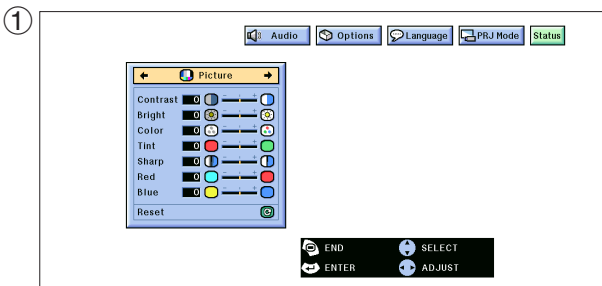 ①
Audio Options Language PRJ Mode Status
Picture
Contrast 0 - +
Bright 0 - +
Color 0 - +
Tint 0 - +
Sharp 0 - +
Red 0 - +
Blue 0 - +
Reset
END SELECT
ENTER ADJUST